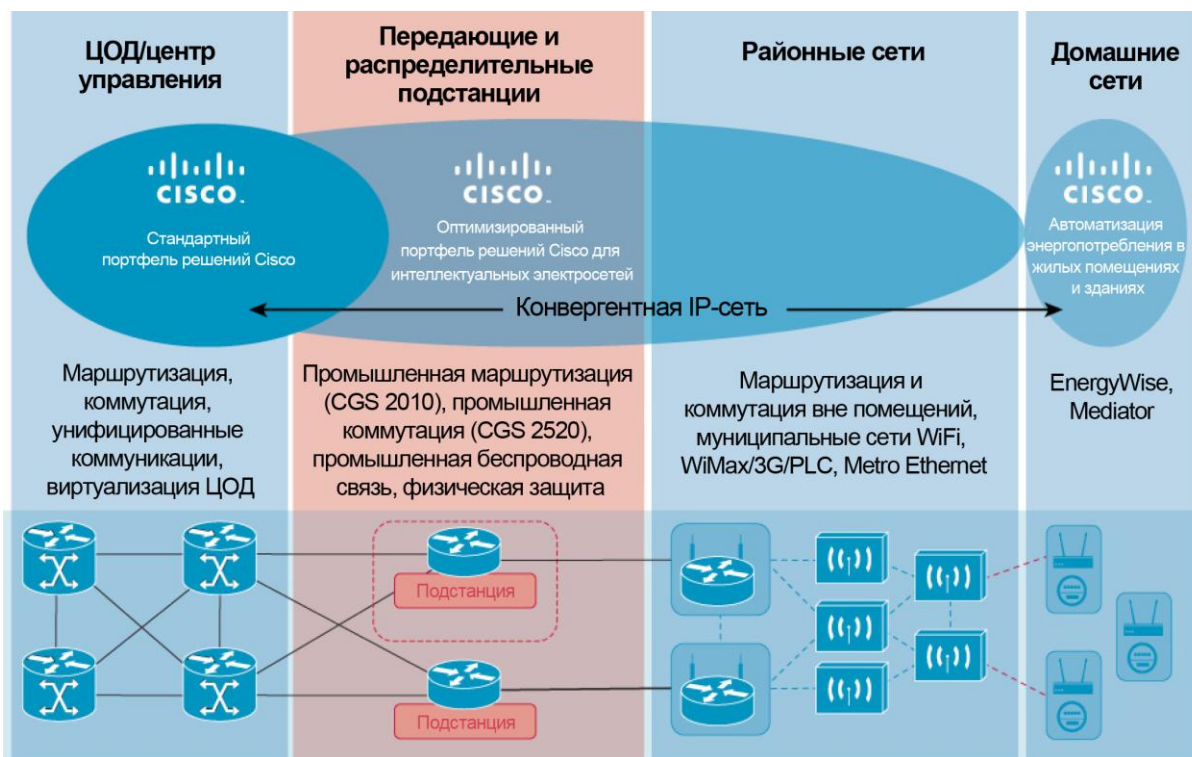 ЦОД/центр
управления
Передающие и
распределительные
подстанции
Районные сети
Домашние
сети
CISCO™
Стандартный
портфель решений Cisco
CISCO™
Оптимизированный
портфель решений Cisco для
интеллектуальных электросетей
CISCO™
Автоматизация
энергопотребления в
жилых помещениях
и зданиях
Конвергентная IP-сеть
Маршрутизация,
коммутация,
унифицированные
коммуникации,
виртуализация ЦОД
Промышленная маршрутизация
(CGS 2010), промышленная
коммутация (CGS 2520),
промышленная беспроводная
связь, физическая защита
Маршрутизация и
коммутация вне помещений,
муниципальные сети WiFi,
WiMax/3G/PLC, Metro Ethernet
EnergyWise,
Mediator
Подстанция
Подстанция